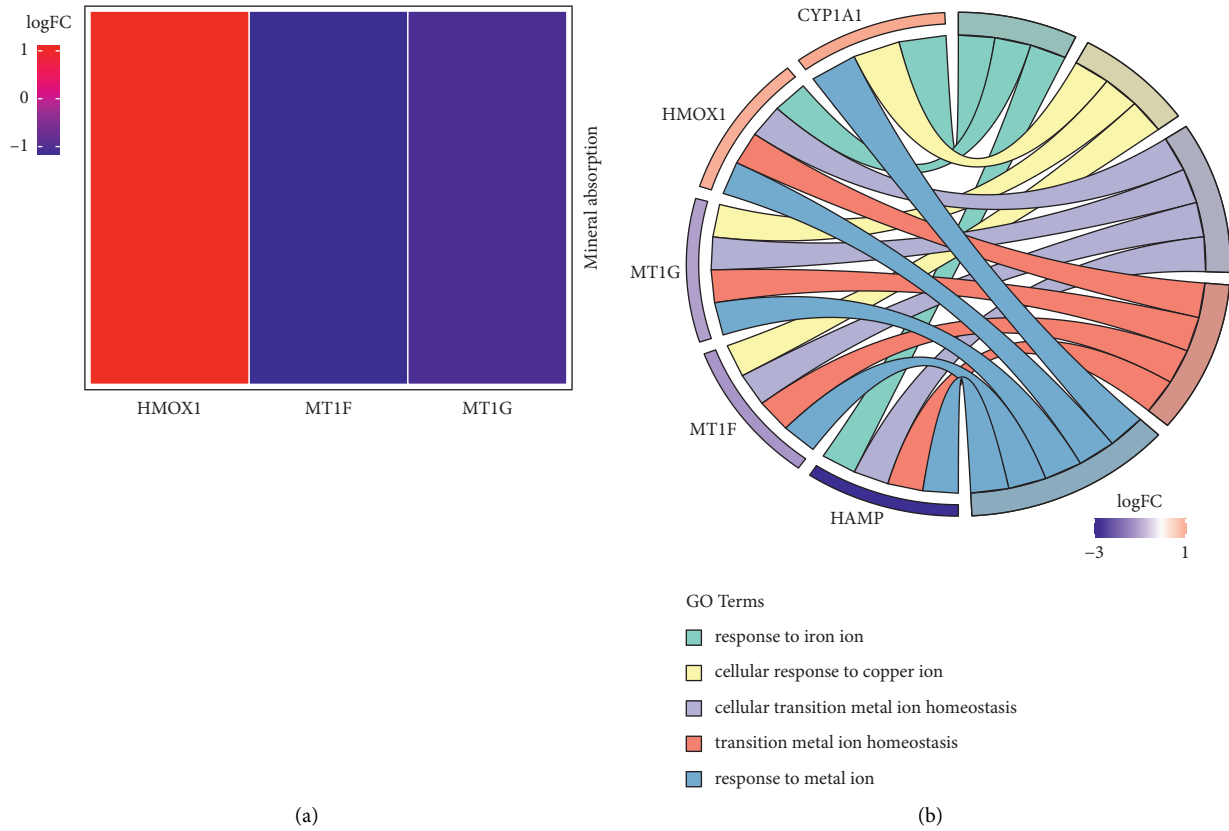 logFC
1
0
−1
Mineral absorption
HMOX1
MT1F
MT1G
CYP1A1
HMOX1
MT1G
MT1F
HAMP
logFC
−3
1
GO Terms
response to iron ion
cellular response to copper ion
cellular transition metal ion homeostasis
transition metal ion homeostasis
response to metal ion
(a)
(b)